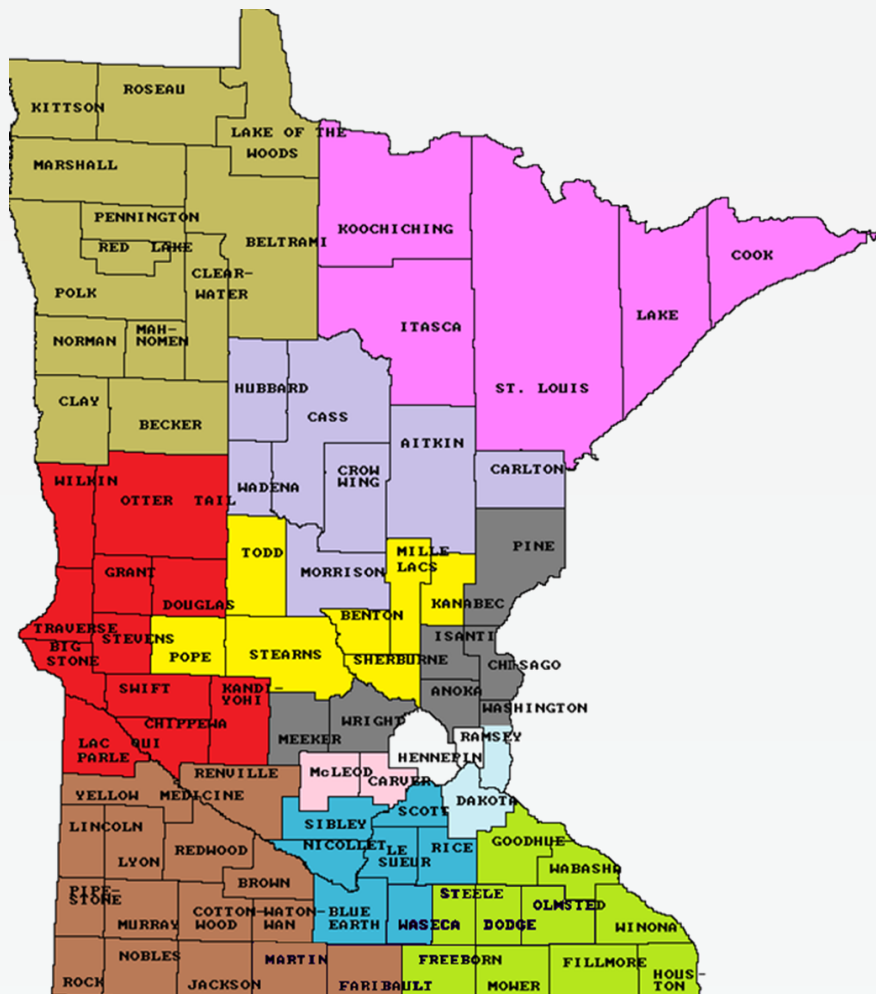 ROSEAU
KITTSON
LAKE OF THE
WOODS
MARSHALL
PENNINGTON
KOOCHICHING
BELTRAMI
RED LAKE
COOK
CLEAR-
WATER
POLK
LAKE
ITASCA
MAH-
NOMEN
NORMAN
HUBBARD
ST. LOUIS
CLAY
CASS
BECKER
AITKIN
CARLTON
CROW
WING
WILKIN
WADENA
OTTER TAIL
PINE
TODD
MILLE
LACS
GRANT
MORRISON
DOUGLAS
KANABEC
BENTON
TRAVERSE
STEVENS
ISANTI
BIG
STONE
POPE
STEARNS
SHERBURNE
CHISAGO
SWIFT
KANDI-
YOHI
ANOKA
WASHINGTON
CHIPPEWA
WRIGHT
MEEKER
RAMSEY
LAC QUI
PARLE
HENNEPIN
RENVILLE
McLEOD
CARVER
YELLOW MEDICINE
DAKOTA
SCOTT
SIBLEY
LINCOLN
GOODHUE
NICOLLET
LE
SUEUR
RICE
REDWOOD
LYON
WABASHA
BROWN
PIPE-
STONE
STEELE
OLMSTED
COTTON-
WOOD
WATON-
WAN
BLUE
EARTH
MURRAY
WASECA
DODGE
WINONA
NOBLES
MARTIN
FREEBORN
FILLMORE
HOUS-
TON
ROCK
JACKSON
FARIBAULT
MOWER